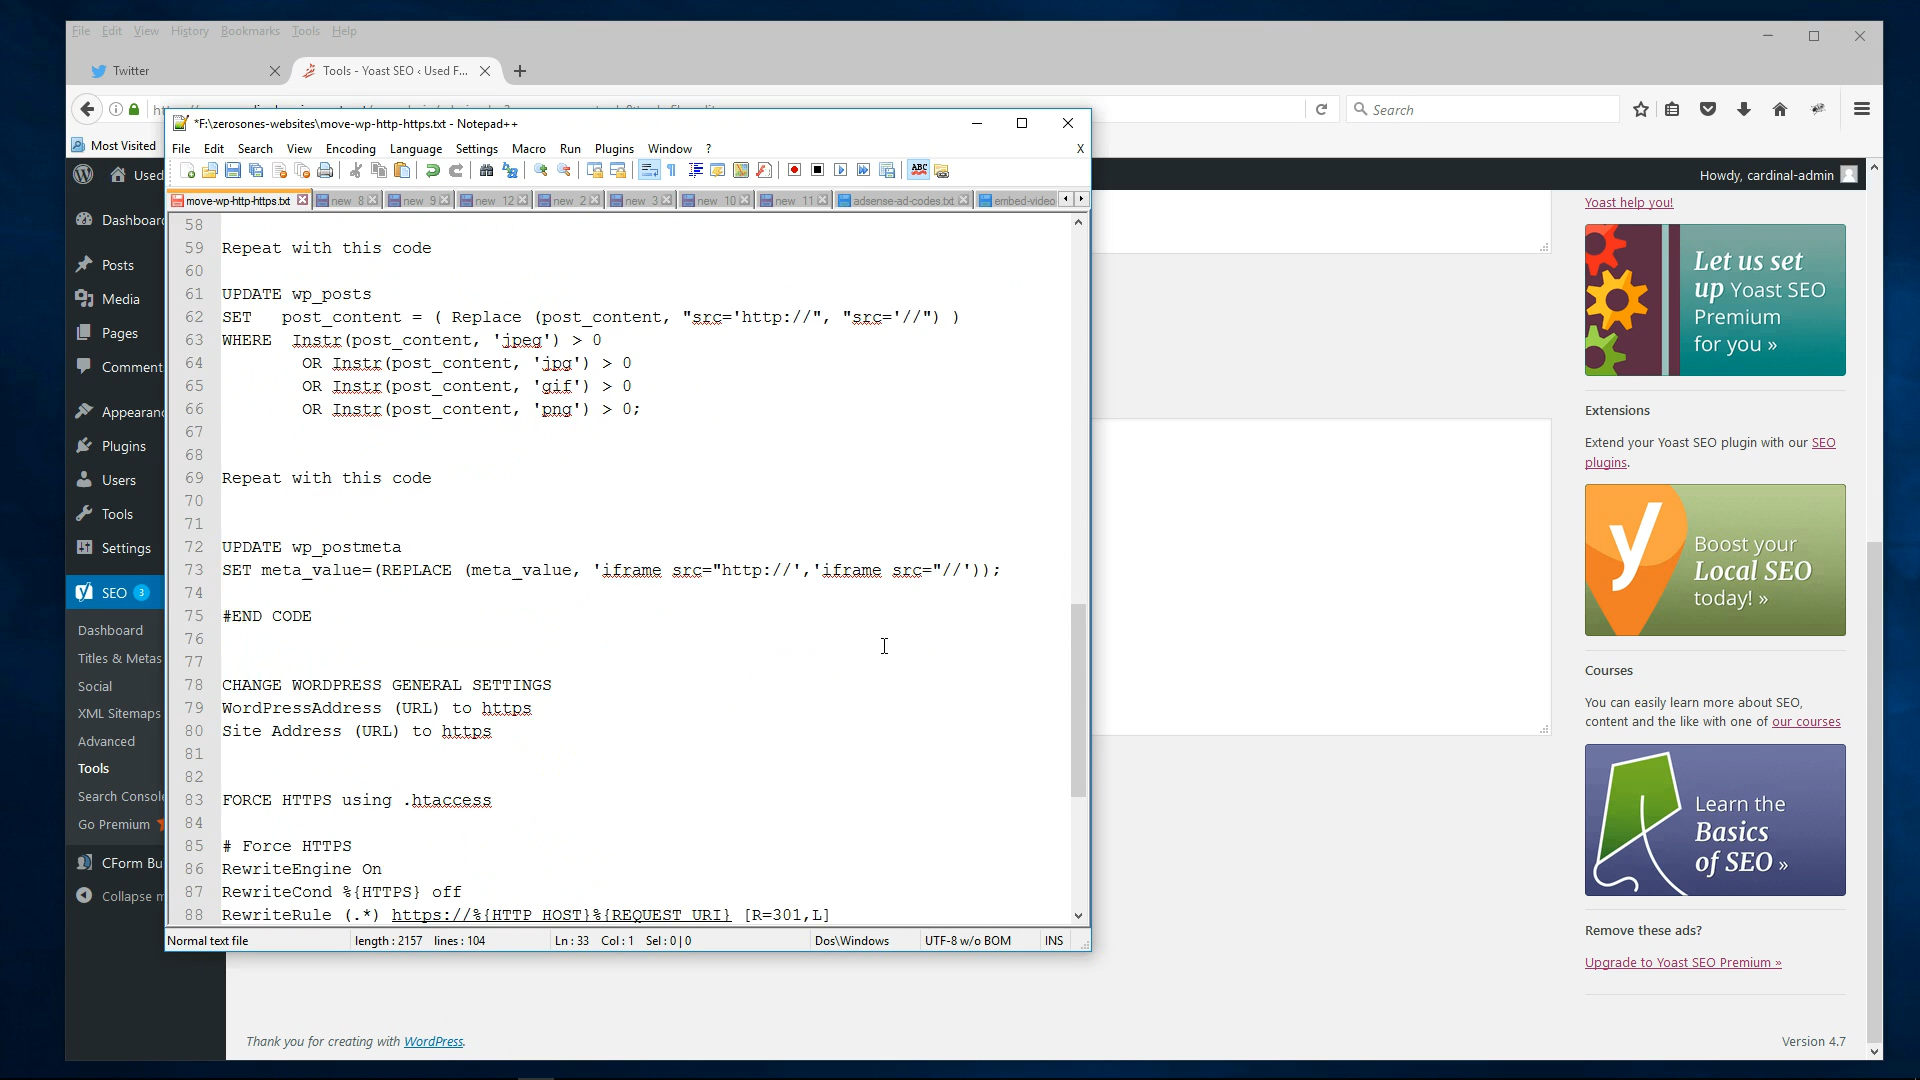 File Edit View History Bookmarks Tools Help
Twitter
Tools - Yoast SEO ‹ Used F...
Search
Most Visited
*F:\zerosones-websites\move-wp-http-https.txt - Notepad++
File Edit Search View Encoding Language Settings Macro Run Plugins Window ? X
move-wp-http-https.txt new 8 new 9 new 12 new 2 new 3 new 10 new 11 adsense-ad-codes.txt embed-video
58
59 Repeat with this code
60
61 UPDATE wp_posts
62 SET   post_content = ( Replace (post_content, "src='http://", "src='//") )
63 WHERE  Instr(post_content, 'jpeg') > 0
64         OR Instr(post_content, 'jpg') > 0
65         OR Instr(post_content, 'gif') > 0
66         OR Instr(post_content, 'png') > 0;
67
68
69 Repeat with this code
70
71
72 UPDATE wp_postmeta
73 SET meta_value=(REPLACE (meta_value, 'iframe src="http://','iframe src="//'));
74
75 #END CODE
76
77
78 CHANGE WORDPRESS GENERAL SETTINGS
79 WordPressAddress (URL) to https
80 Site Address (URL) to https
81
82
83 FORCE HTTPS using .htaccess
84
85 # Force HTTPS
86 RewriteEngine On
87 RewriteCond %{HTTPS} off
88 RewriteRule (.*) https://%{HTTP_HOST}%{REQUEST_URI} [R=301,L]
Normal text file length : 2157 lines : 104 Ln : 33 Col : 1 Sel : 0 | 0 Dos\Windows UTF-8 w/o BOM INS
Used
Dashboard
Posts
Media
Pages
Comment
Appearan
Plugins
Users
Tools
Settings
SEO 3
Dashboard
Titles & Metas
Social
XML Sitemaps
Advanced
Tools
Search Console
Go Premium
CForm Bu
Collapse m
Howdy, cardinal-admin
Yoast help you!
Let us set
up Yoast SEO
Premium
for you »
Extensions
Extend your Yoast SEO plugin with our SEO
plugins.
y
Boost your
Local SEO
today! »
Courses
You can easily learn more about SEO,
content and the like with one of our courses
Learn the
Basics
of SEO »
Remove these ads?
Upgrade to Yoast SEO Premium »
Thank you for creating with WordPress.
Version 4.7